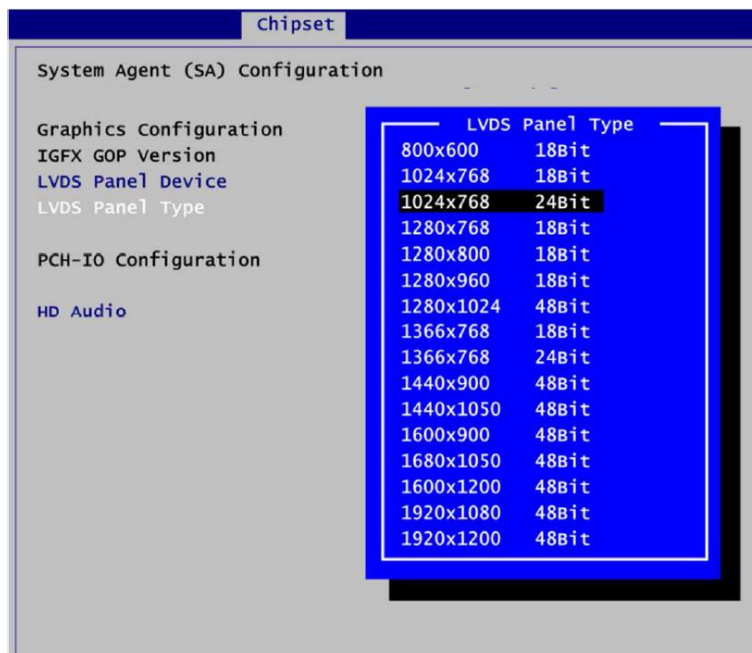 Chipset
System Agent (SA) Configuration
Graphics Configuration
IGFX GOP Version
LVDS Panel Device
LVDS Panel Type
PCH-IO Configuration
HD Audio
LVDS Panel Type
800x600 18Bit
1024x768 18Bit
1024x768 24Bit
1280x768 18Bit
1280x800 18Bit
1280x960 18Bit
1280x1024 48Bit
1366x768 18Bit
1366x768 24Bit
1440x900 48Bit
1440x1050 48Bit
1600x900 48Bit
1680x1050 48Bit
1600x1200 48Bit
1920x1080 48Bit
1920x1200 48Bit